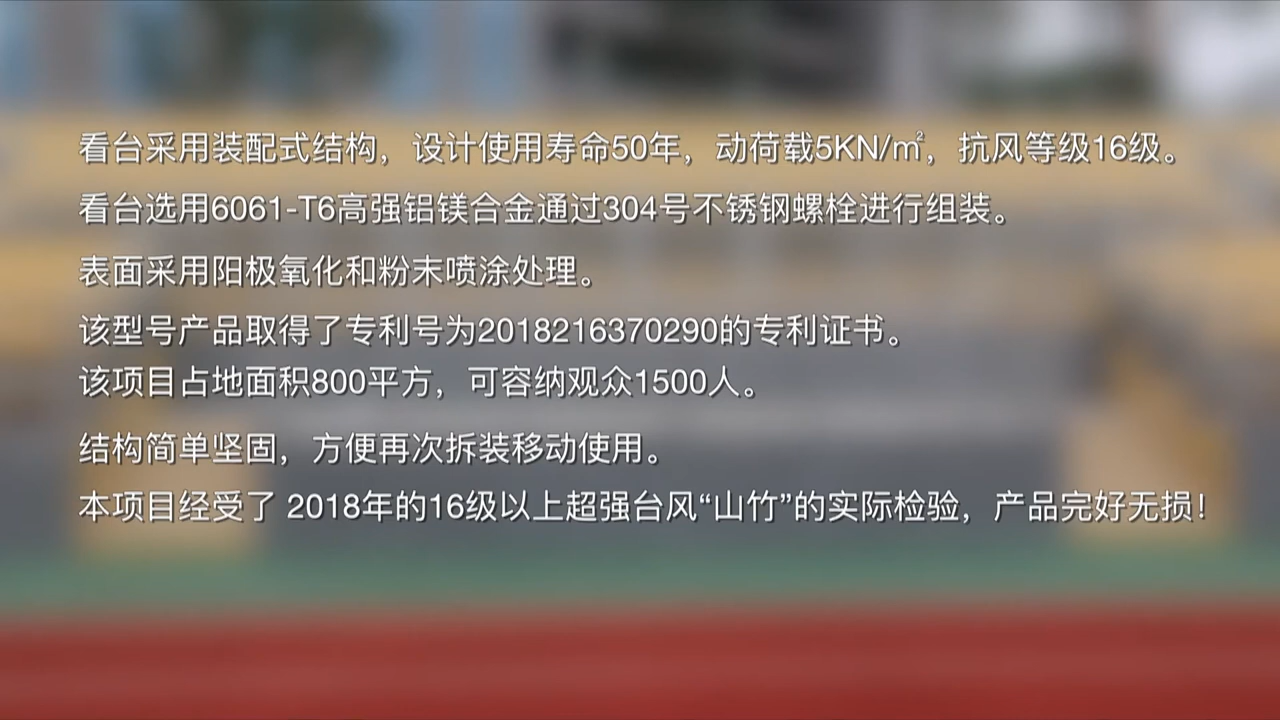 看台采用装配式结构，设计使用寿命50年，动荷载5KN/㎡，抗风等级16级。
看台选用6061-T6高强铝镁合金通过304号不锈钢螺栓进行组装。
表面采用阳极氧化和粉末喷涂处理。
该型号产品取得了专利号为2018216370290的专利证书。
该项目占地面积800平方，可容纳观众1500人。
结构简单坚固，方便再次拆装移动使用。
本项目经受了 2018年的16级以上超强台风“山竹”的实际检验，产品完好无损！